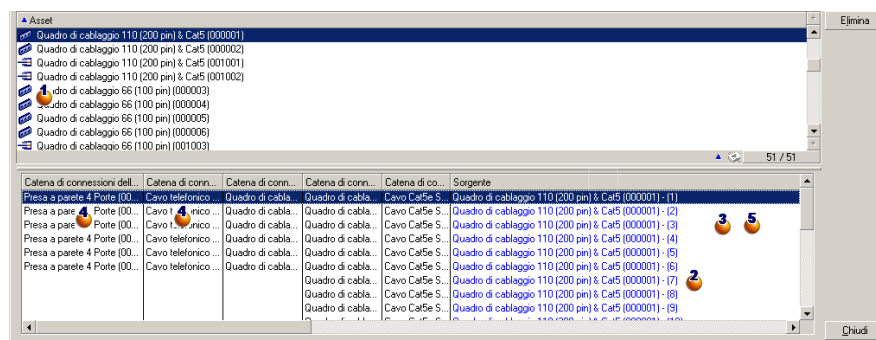 Asset
Elimina
Quadro di cablaggio 110 (200 pin) & Cat5 (000001)
Quadro di cablaggio 110 (200 pin) & Cat5 (000002)
Quadro di cablaggio 110 (200 pin) & Cat5 (001001)
Quadro di cablaggio 110 (200 pin) & Cat5 (001002)
1 dro di cablaggio 66 (100 pin) (000003)
dro di cablaggio 66 (100 pin) (000004)
Quadro di cablaggio 66 (100 pin) (000005)
Quadro di cablaggio 66 (100 pin) (000006)
Quadro di cablaggio 66 (100 pin) (001003)
51 / 51
Catena di connessioni dell... Catena di conn... Catena di conn... Catena di conn... Catena di co... Sorgente
Presa a parete 4 Porte (00... Cavo telefonico ... Quadro di cabla... Quadro di cabla... Cavo Cat5e S... Quadro di cablaggio 110 (200 pin) & Cat5 (000001) - (1)
Presa a pare 4 Porte (00... Cavo t 4 nico ... Quadro di cabla... Quadro di cabla... Cavo Cat5e S... Quadro di cablaggio 110 (200 pin) & Cat5 (000001) - (2)
Presa a pare Porte (00... Cavo t nico ... Quadro di cabla... Quadro di cabla... Cavo Cat5e S... Quadro di cablaggio 110 (200 pin) & Cat5 (000001) - (3) 3 5
Presa a parete 4 Porte (00... Cavo telefonico ... Quadro di cabla... Quadro di cabla... Cavo Cat5e S... Quadro di cablaggio 110 (200 pin) & Cat5 (000001) - (4)
Presa a parete 4 Porte (00... Cavo telefonico ... Quadro di cabla... Quadro di cabla... Cavo Cat5e S... Quadro di cablaggio 110 (200 pin) & Cat5 (000001) - (5)
Presa a parete 4 Porte (00... Cavo telefonico ... Quadro di cabla... Quadro di cabla... Cavo Cat5e S... Quadro di cablaggio 110 (200 pin) & Cat5 (000001) - (6)
Quadro di cabla... Cavo Cat5e S... Quadro di cablaggio 110 (200 pin) & Cat5 (000001) - (7) 2
Quadro di cabla... Cavo Cat5e S... Quadro di cablaggio 110 (200 pin) & Cat5 (000001) - (8)
Quadro di cabla... Cavo Cat5e S... Quadro di cablaggio 110 (200 pin) & Cat5 (000001) - (9)
Chiudi